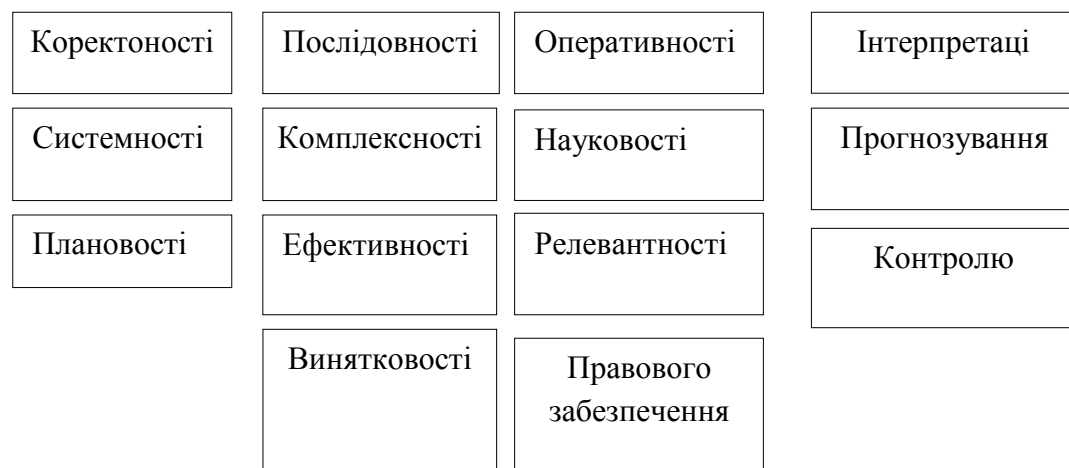 Коректоності
Послідовності
Оперативності
Інтерпретаці
Системності
Комплексності
Науковості
Прогнозування
Плановості
Ефективності
Релевантності
Контролю
Винятковості
Правового
забезпечення